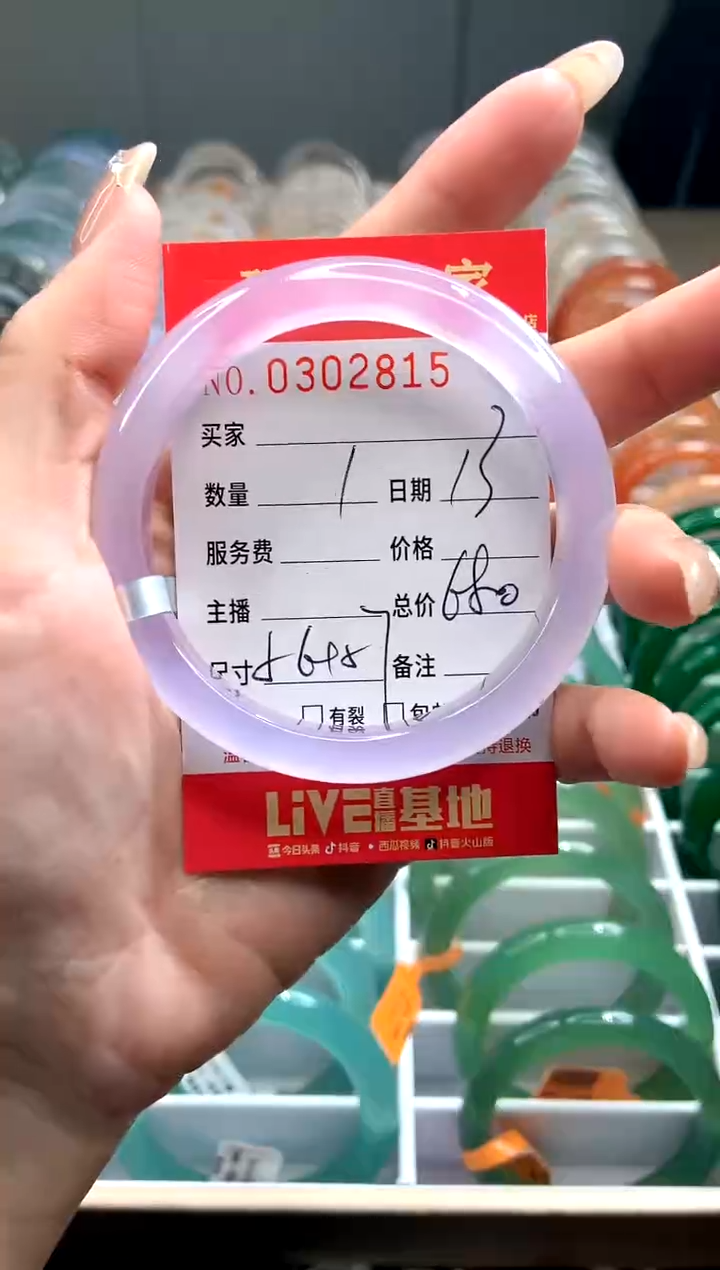 家
NO.0302815
买家
数量 1 日期 13
服务费 价格
主播 总价 680
尺寸 备注
有裂
退换
LiVE直播基地
今日头条 抖音 • 西瓜视频 抖音火山版